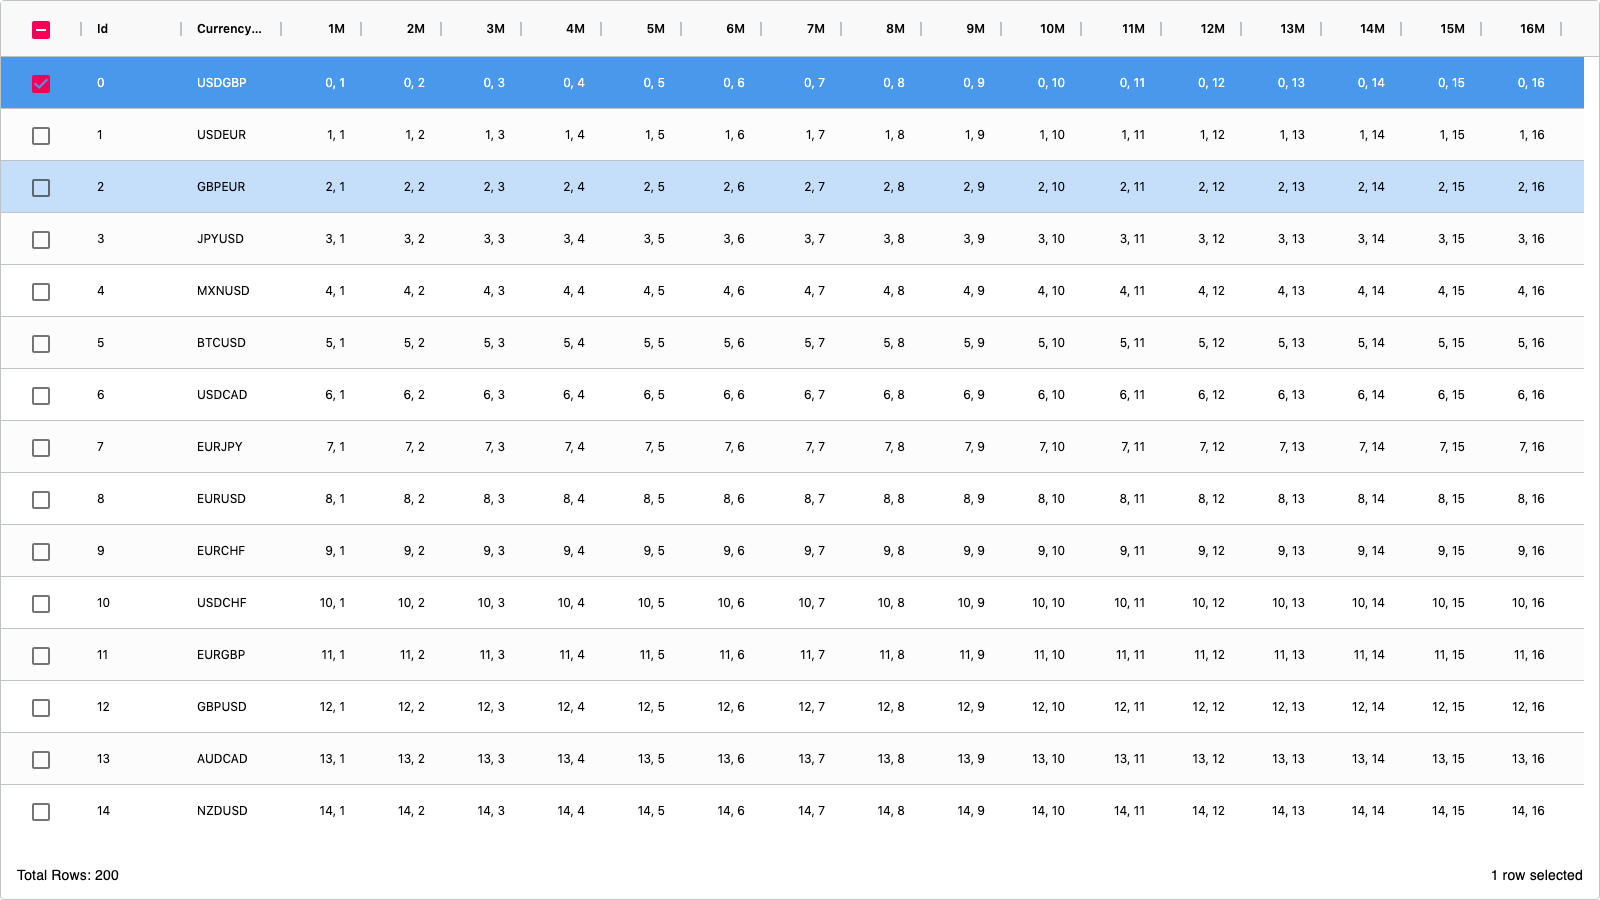 Id Currency... 1M 2M 3M 4M 5M 6M 7M 8M 9M 10M 11M 12M 13M 14M 15M 16M
0 USDGBP 0, 1 0, 2 0, 3 0, 4 0, 5 0, 6 0, 7 0, 8 0, 9 0, 10 0, 11 0, 12 0, 13 0, 14 0, 15 0, 16
1 USDEUR 1, 1 1, 2 1, 3 1, 4 1, 5 1, 6 1, 7 1, 8 1, 9 1, 10 1, 11 1, 12 1, 13 1, 14 1, 15 1, 16
2 GBPEUR 2, 1 2, 2 2, 3 2, 4 2, 5 2, 6 2, 7 2, 8 2, 9 2, 10 2, 11 2, 12 2, 13 2, 14 2, 15 2, 16
3 JPYUSD 3, 1 3, 2 3, 3 3, 4 3, 5 3, 6 3, 7 3, 8 3, 9 3, 10 3, 11 3, 12 3, 13 3, 14 3, 15 3, 16
4 MXNUSD 4, 1 4, 2 4, 3 4, 4 4, 5 4, 6 4, 7 4, 8 4, 9 4, 10 4, 11 4, 12 4, 13 4, 14 4, 15 4, 16
5 BTCUSD 5, 1 5, 2 5, 3 5, 4 5, 5 5, 6 5, 7 5, 8 5, 9 5, 10 5, 11 5, 12 5, 13 5, 14 5, 15 5, 16
6 USDCAD 6, 1 6, 2 6, 3 6, 4 6, 5 6, 6 6, 7 6, 8 6, 9 6, 10 6, 11 6, 12 6, 13 6, 14 6, 15 6, 16
7 EURJPY 7, 1 7, 2 7, 3 7, 4 7, 5 7, 6 7, 7 7, 8 7, 9 7, 10 7, 11 7, 12 7, 13 7, 14 7, 15 7, 16
8 EURUSD 8, 1 8, 2 8, 3 8, 4 8, 5 8, 6 8, 7 8, 8 8, 9 8, 10 8, 11 8, 12 8, 13 8, 14 8, 15 8, 16
9 EURCHF 9, 1 9, 2 9, 3 9, 4 9, 5 9, 6 9, 7 9, 8 9, 9 9, 10 9, 11 9, 12 9, 13 9, 14 9, 15 9, 16
10 USDCHF 10, 1 10, 2 10, 3 10, 4 10, 5 10, 6 10, 7 10, 8 10, 9 10, 10 10, 11 10, 12 10, 13 10, 14 10, 15 10, 16
11 EURGBP 11, 1 11, 2 11, 3 11, 4 11, 5 11, 6 11, 7 11, 8 11, 9 11, 10 11, 11 11, 12 11, 13 11, 14 11, 15 11, 16
12 GBPUSD 12, 1 12, 2 12, 3 12, 4 12, 5 12, 6 12, 7 12, 8 12, 9 12, 10 12, 11 12, 12 12, 13 12, 14 12, 15 12, 16
13 AUDCAD 13, 1 13, 2 13, 3 13, 4 13, 5 13, 6 13, 7 13, 8 13, 9 13, 10 13, 11 13, 12 13, 13 13, 14 13, 15 13, 16
14 NZDUSD 14, 1 14, 2 14, 3 14, 4 14, 5 14, 6 14, 7 14, 8 14, 9 14, 10 14, 11 14, 12 14, 13 14, 14 14, 15 14, 16
Total Rows: 200 1 row selected